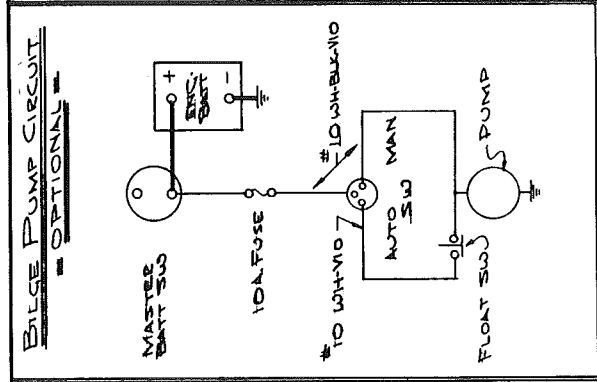 BILGE PUMP CIRCUIT
= OPTIONAL =
MASTER
BATT SW
+
-
ENG.
BATT
10A. FUSE
#10 WH-BLK-VIO
#10 WH-VIO
AUTO
MAN
SW
FLOAT SW
PUMP